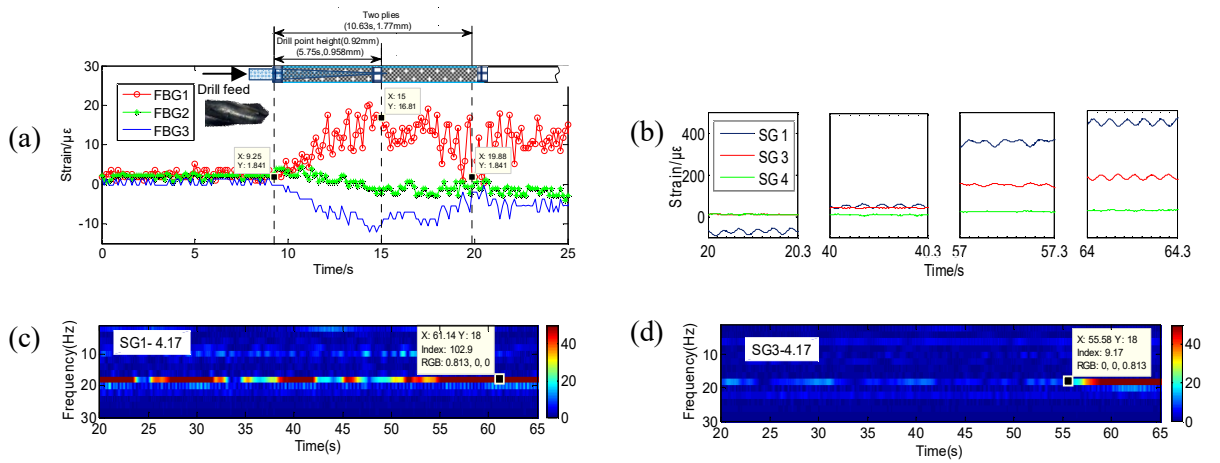 (a)
Two plies
(10.63s,1.77mm)
Drill point height(0.92mm)
(5.75s,0.958mm)
30
20
10
0
-10
Strain/με
FBG1
FBG2
FBG3
Drill feed
X: 15
Y: 16.81
X: 9.25
Y: 1.841
X: 19.88
Y: 1.841
0 5 10 15 20 25
Time/s
(b)
Strain/με
400
200
0
SG 1
SG 3
SG 4
20 20.3 40 40.3 57 57.3 64 64.3
Time/s
(c)
Frequency(Hz)
10
20
30
SG1- 4.17
X: 61.14 Y: 18
Index: 102.9
RGB: 0.813, 0, 0
20 25 30 35 40 45 50 55 60 65
Time(s)
40
20
0
(d)
Frequency(Hz)
10
20
30
SG3-4.17
X: 55.58 Y: 18
Index: 9.17
RGB: 0, 0, 0.813
20 25 30 35 40 45 50 55 60 65
Time(s)
40
20
0